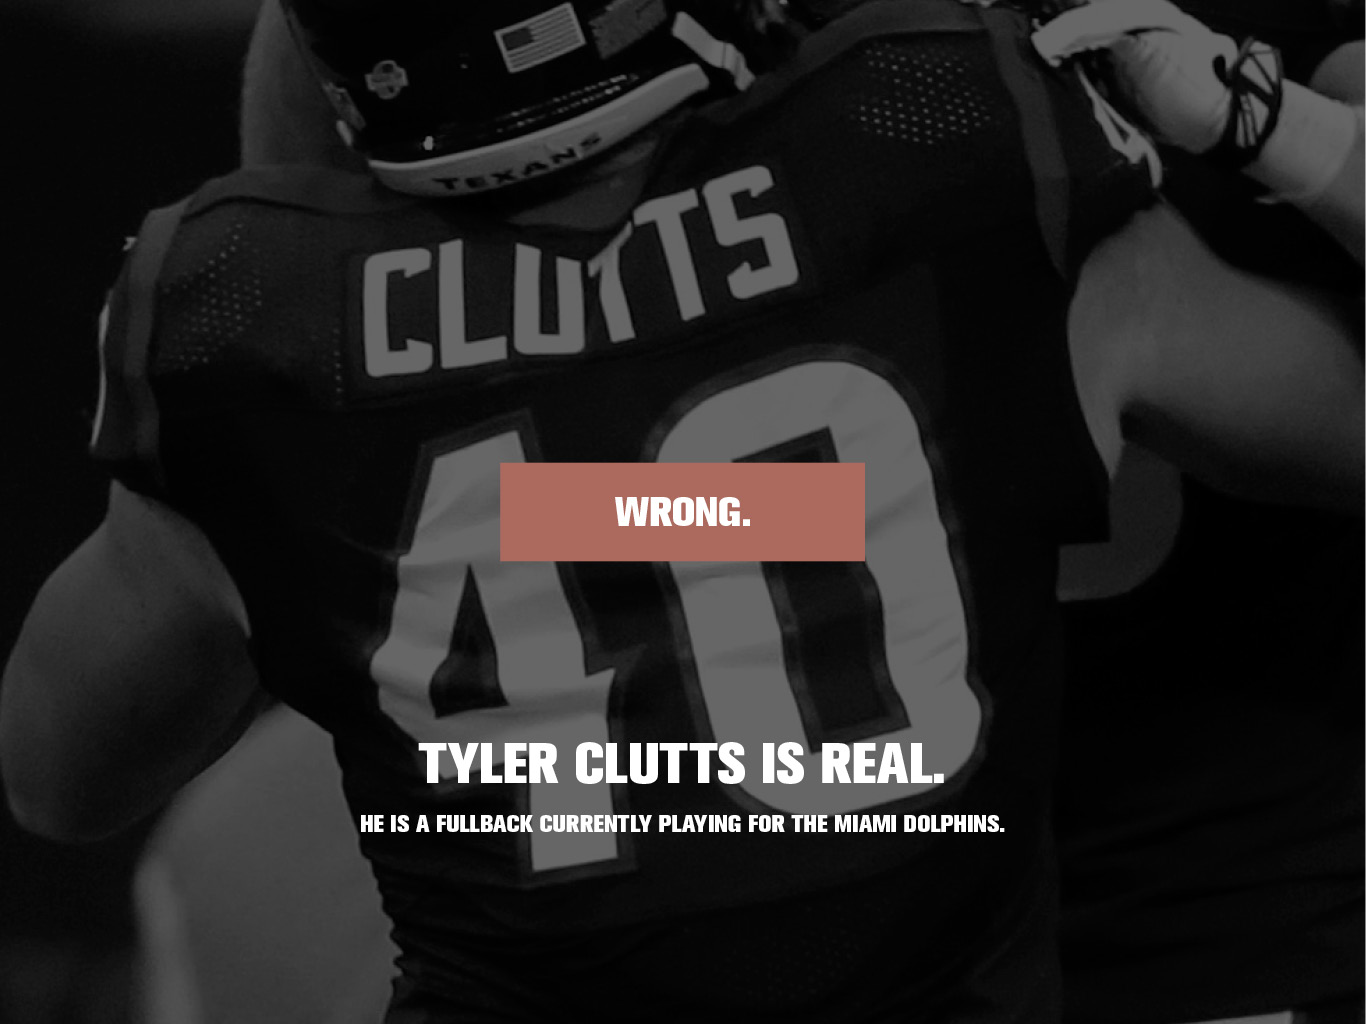 TEXANS
CLUTTS
40
WRONG.
TYLER CLUTTS IS REAL.
HE IS A FULLBACK CURRENTLY PLAYING FOR THE MIAMI DOLPHINS.